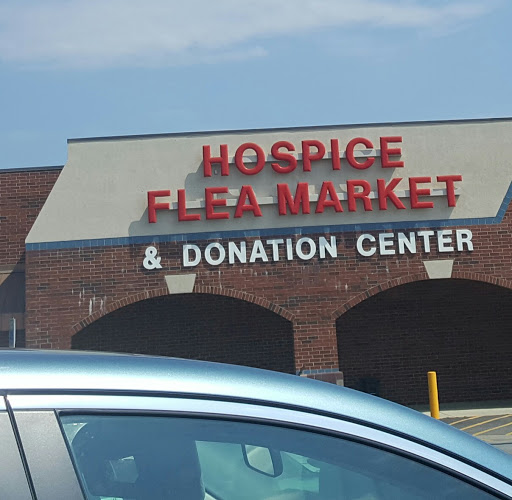 HOSPICE
FLEA MARKET
& DONATION CENTER